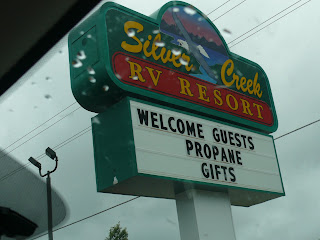 Silver Creek
RV RESORT
WELCOME GUESTS
PROPANE
GIFTS